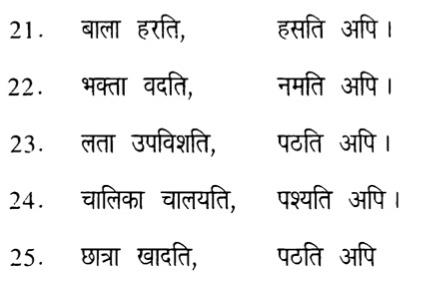 21. बाला हरति, हसति अपि ।
22. भक्ता वदति, नमति अपि ।
23. लता उपविशति, पठति अपि ।
24. चालिका चालयति, पश्यति अपि ।
25. छात्रा खादति, पठति अपि